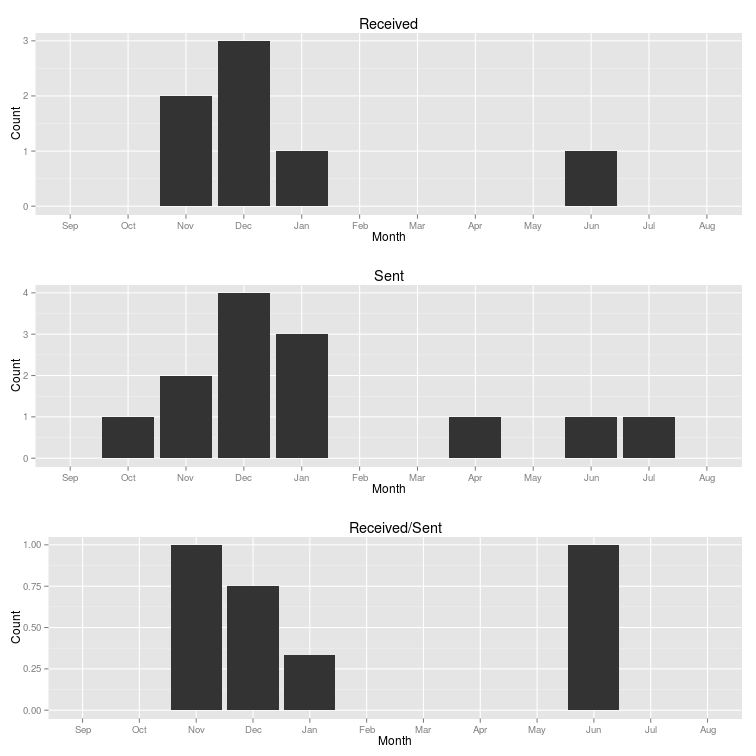 Received
3
2
1
0
Count
Sep Oct Nov Dec Jan Feb Mar Apr May Jun Jul Aug
Month
Sent
4
3
2
1
0
Count
Sep Oct Nov Dec Jan Feb Mar Apr May Jun Jul Aug
Month
Received/Sent
1.00
0.75
0.50
0.25
0.00
Count
Sep Oct Nov Dec Jan Feb Mar Apr May Jun Jul Aug
Month